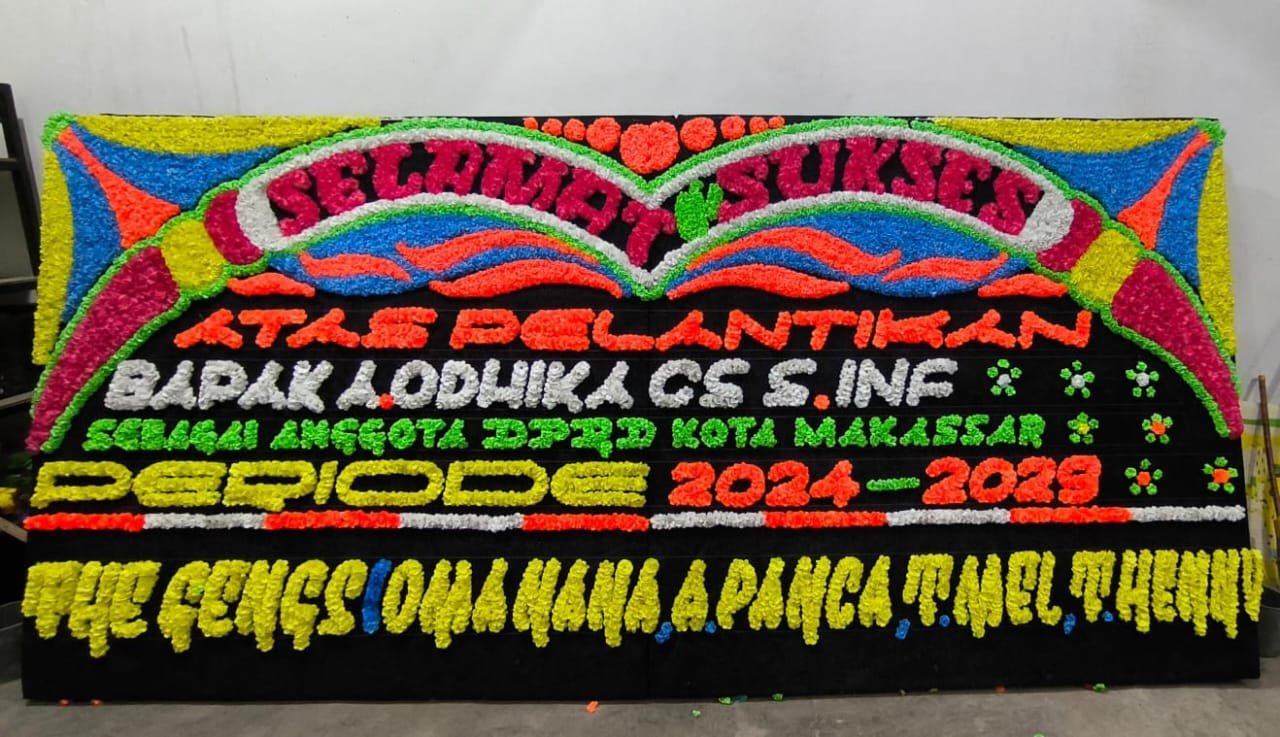 SELAMAT & SUKSES
ATAS PELANTIKAN
BAPAK A.ODHIKA CS S.INF
SEBAGAI ANGGOTA DPRD KOTA MAKASSAR
PERIODE 2024-2029
THE GENGS/OMA NANA, A.PANCA, T.MEL, T.HENNY